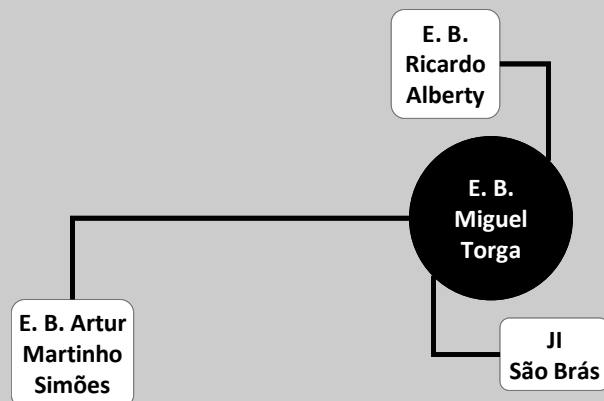 E. B.
Ricardo
Alberty
E. B.
Miguel
Torga
E. B. Artur
Martinho
Simões
JI
São Brás